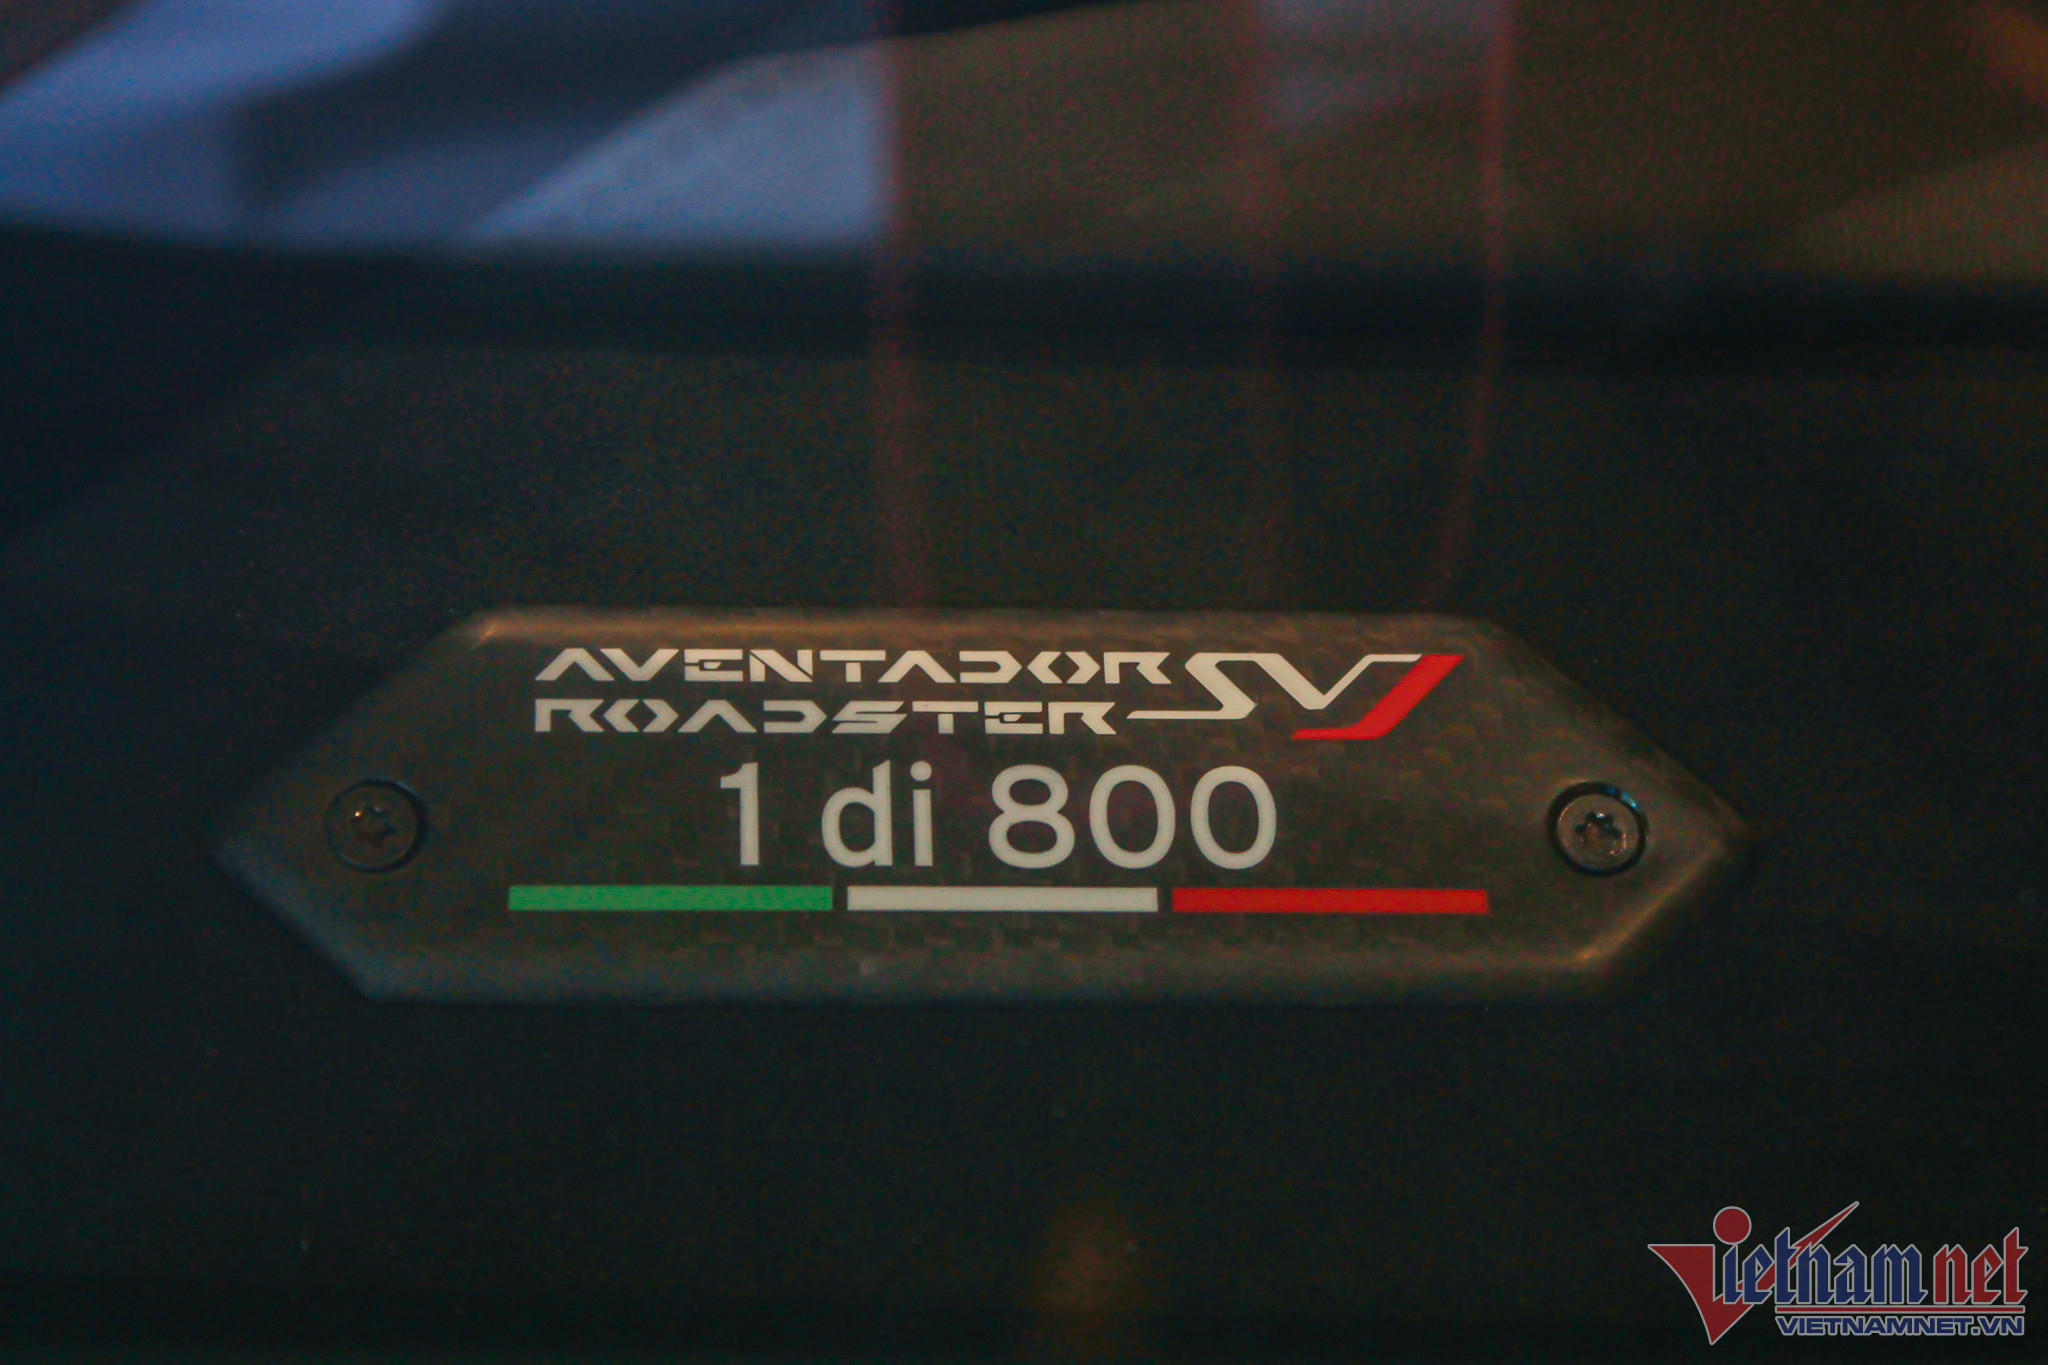 AVENTADOR SVJ
ROADSTER
1 di 800
Vietnamnet
VIETNAMNET.VN